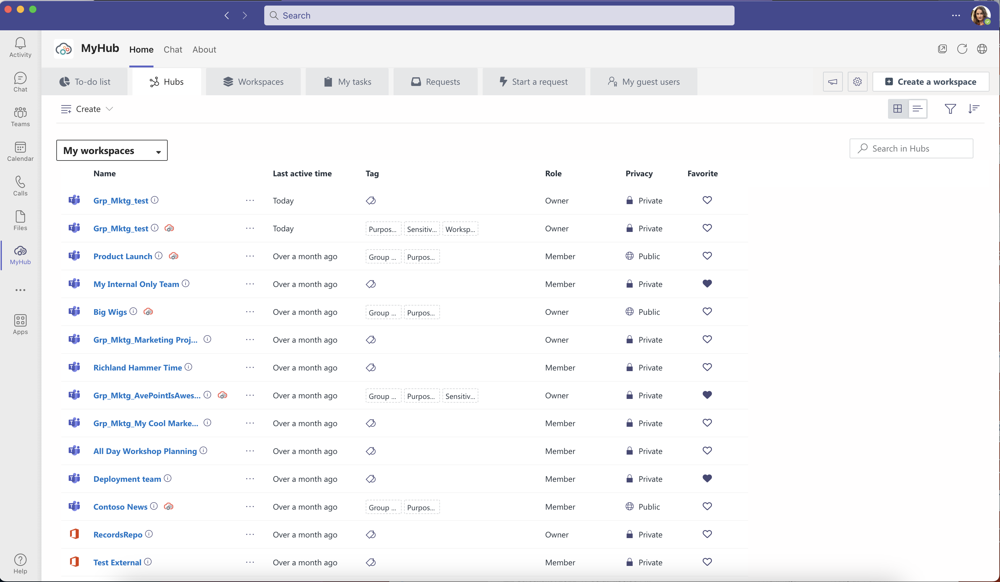 Search
Activity
Chat
Teams
Calendar
Calls
Files
MyHub
Apps
Help
MyHub Home Chat About
To-do list Hubs Workspaces My tasks Requests Start a request My guest users Create a workspace
Create
My workspaces Search in Hubs
Name Last active time Tag Role Privacy Favorite
Grp_Mktg_test Today Owner Private
Grp_Mktg_test Today Purpos... Sensitiv... Worksp... Owner Private
Product Launch Over a month ago Group ... Purpos... Member Public
My Internal Only Team Over a month ago Member Private
Big Wigs Over a month ago Group ... Purpos... Owner Public
Grp_Mktg_Marketing Proj... Over a month ago Owner Private
Richland Hammer Time Over a month ago Member Private
Grp_Mktg_AvePointIsAwes... Over a month ago Group ... Purpos... Sensitiv... Owner Private
Grp_Mktg_My Cool Marke... Over a month ago Member Private
All Day Workshop Planning Over a month ago Member Private
Deployment team Over a month ago Member Private
Contoso News Over a month ago Group ... Purpos... Member Public
RecordsRepo Over a month ago Owner Private
Test External Over a month ago Member Private